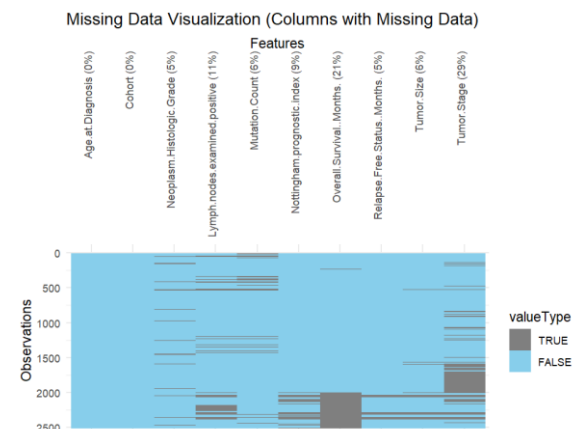 Missing Data Visualization (Columns with Missing Data)
Features
Age.at.Diagnosis (0%)
Cohort (0%)
Neoplasm.Histologic.Grade (5%)
Lymph.nodes.examined.positive (11%)
Mutation.Count (6%)
Nottingham.prognostic.index (9%)
Overall.Survival..Months. (21%)
Relapse.Free.Status..Months. (5%)
Tumor.Size (6%)
Tumor.Stage (29%)
Observations
0
500
1000
1500
2000
2500
valueType
TRUE
FALSE